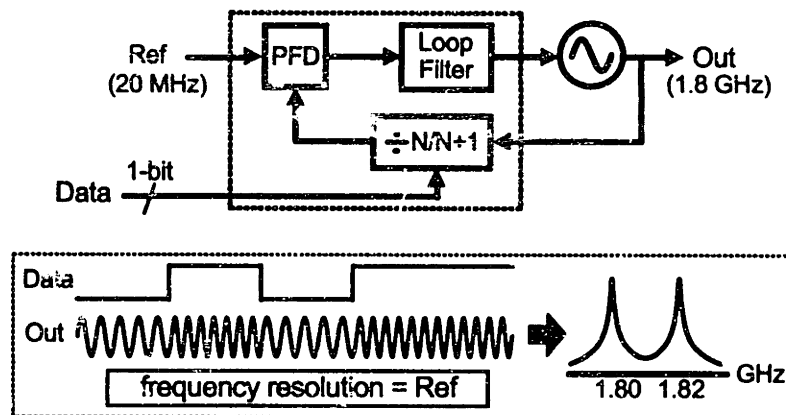 Ref
(20 MHz)
PFD
Loop
Filter
Out
(1.8 GHz)
÷ N/N+1
1-bit
Data
Data
Out
frequency resolution = Ref
1.80 1.82
GHz